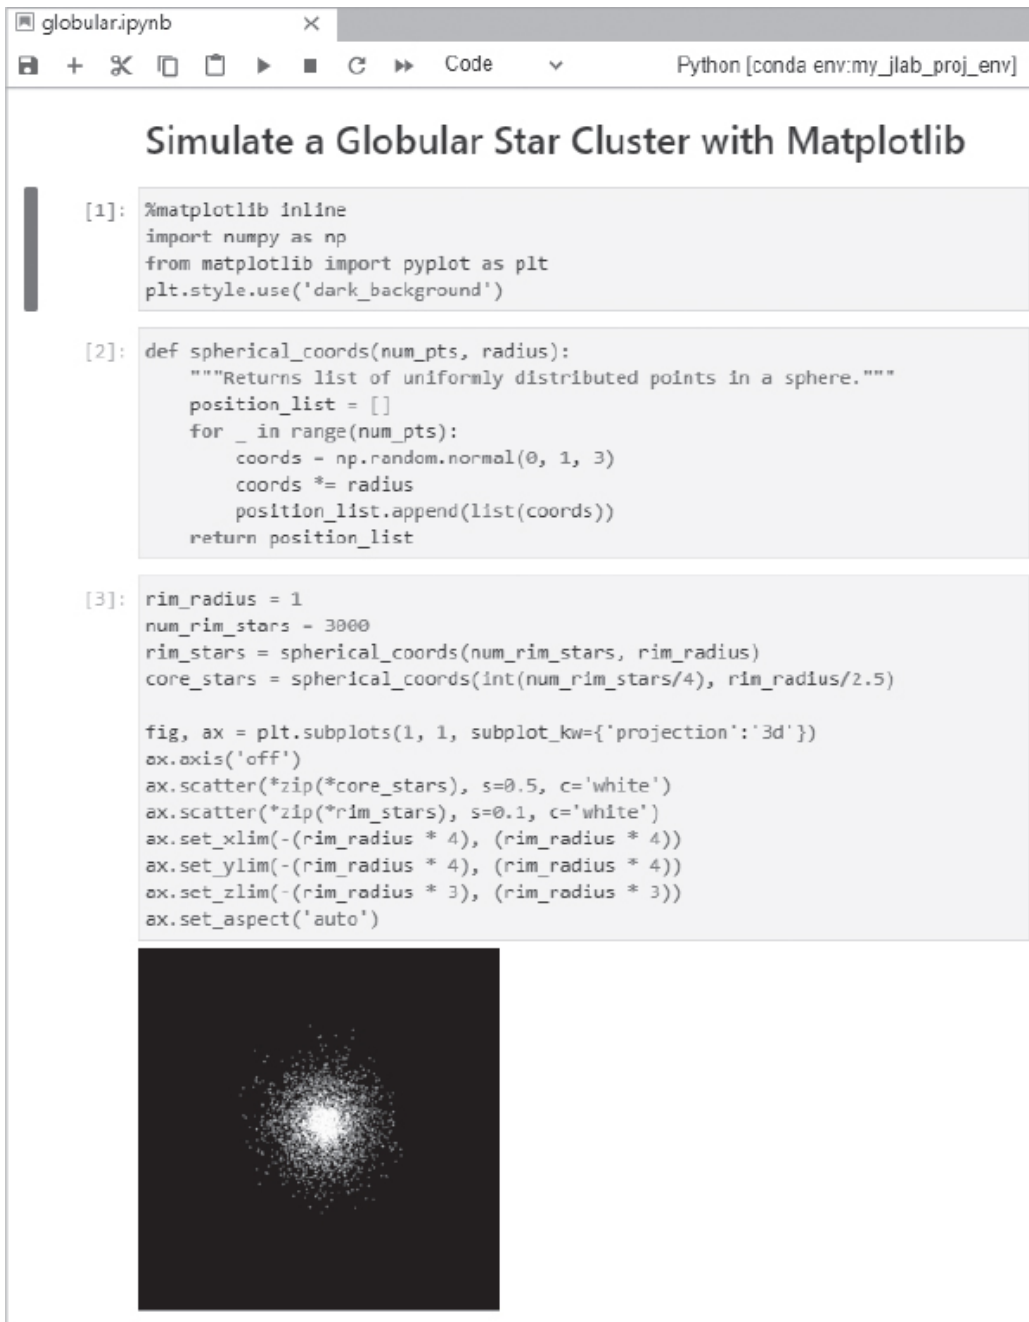 globular.ipynb
Code
Python [conda env:my_jlab_proj_env]
Simulate a Globular Star Cluster with Matplotlib
[1]: %matplotlib inline
import numpy as np
from matplotlib import pyplot as plt
plt.style.use('dark_background')
[2]: def spherical_coords(num_pts, radius):
"""Returns list of uniformly distributed points in a sphere."""
position_list = []
for _ in range(num_pts):
coords = np.random.normal(0, 1, 3)
coords *= radius
position_list.append(list(coords))
return position_list
[3]: rim_radius = 1
num_rim_stars = 3000
rim_stars = spherical_coords(num_rim_stars, rim_radius)
core_stars = spherical_coords(int(num_rim_stars/4), rim_radius/2.5)
fig, ax = plt.subplots(1, 1, subplot_kw={'projection':'3d'})
ax.axis('off')
ax.scatter(*zip(*core_stars), s=0.5, c='white')
ax.scatter(*zip(*rim_stars), s=0.1, c='white')
ax.set_xlim(-(rim_radius * 4), (rim_radius * 4))
ax.set_ylim(-(rim_radius * 4), (rim_radius * 4))
ax.set_zlim(-(rim_radius * 3), (rim_radius * 3))
ax.set_aspect('auto')